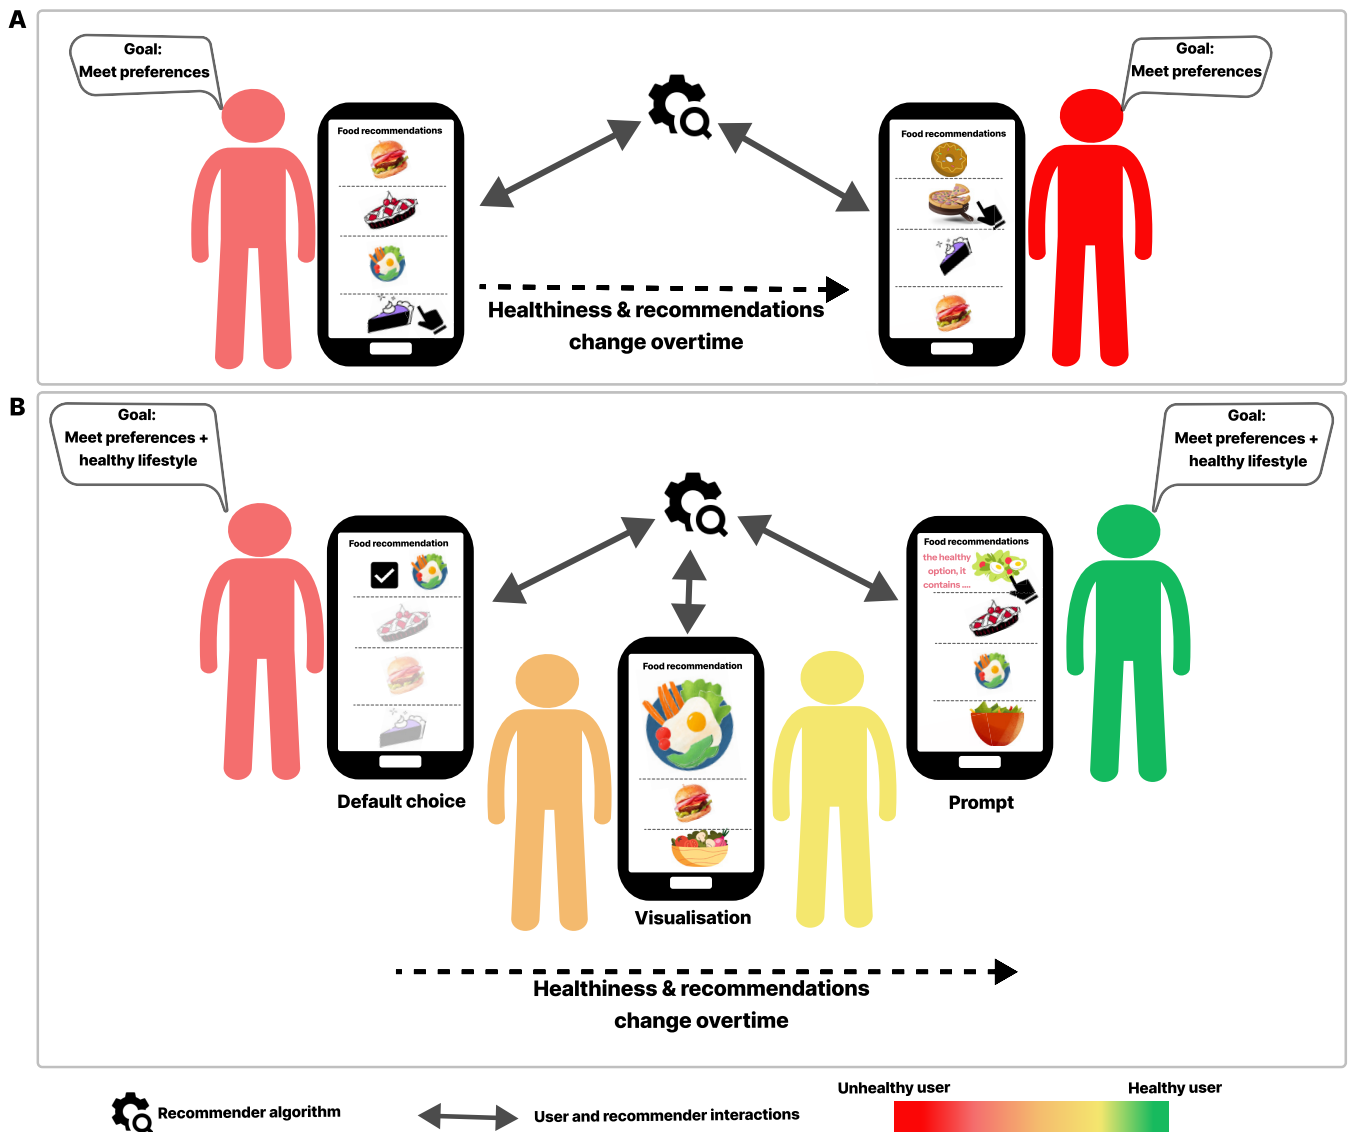 A
Goal:
Meet preferences
Goal:
Meet preferences
Food recommendations
Food recommendations
Healthiness & recommendations
change overtime
B
Goal:
Meet preferences +
healthy lifestyle
Goal:
Meet preferences +
healthy lifestyle
Food recommendation
Food recommendations
the healthy
option, it
contains ....
Food recommendation
Default choice
Prompt
Visualisation
Healthiness & recommendations
change overtime
Unhealthy user
Healthy user
Recommender algorithm
User and recommender interactions